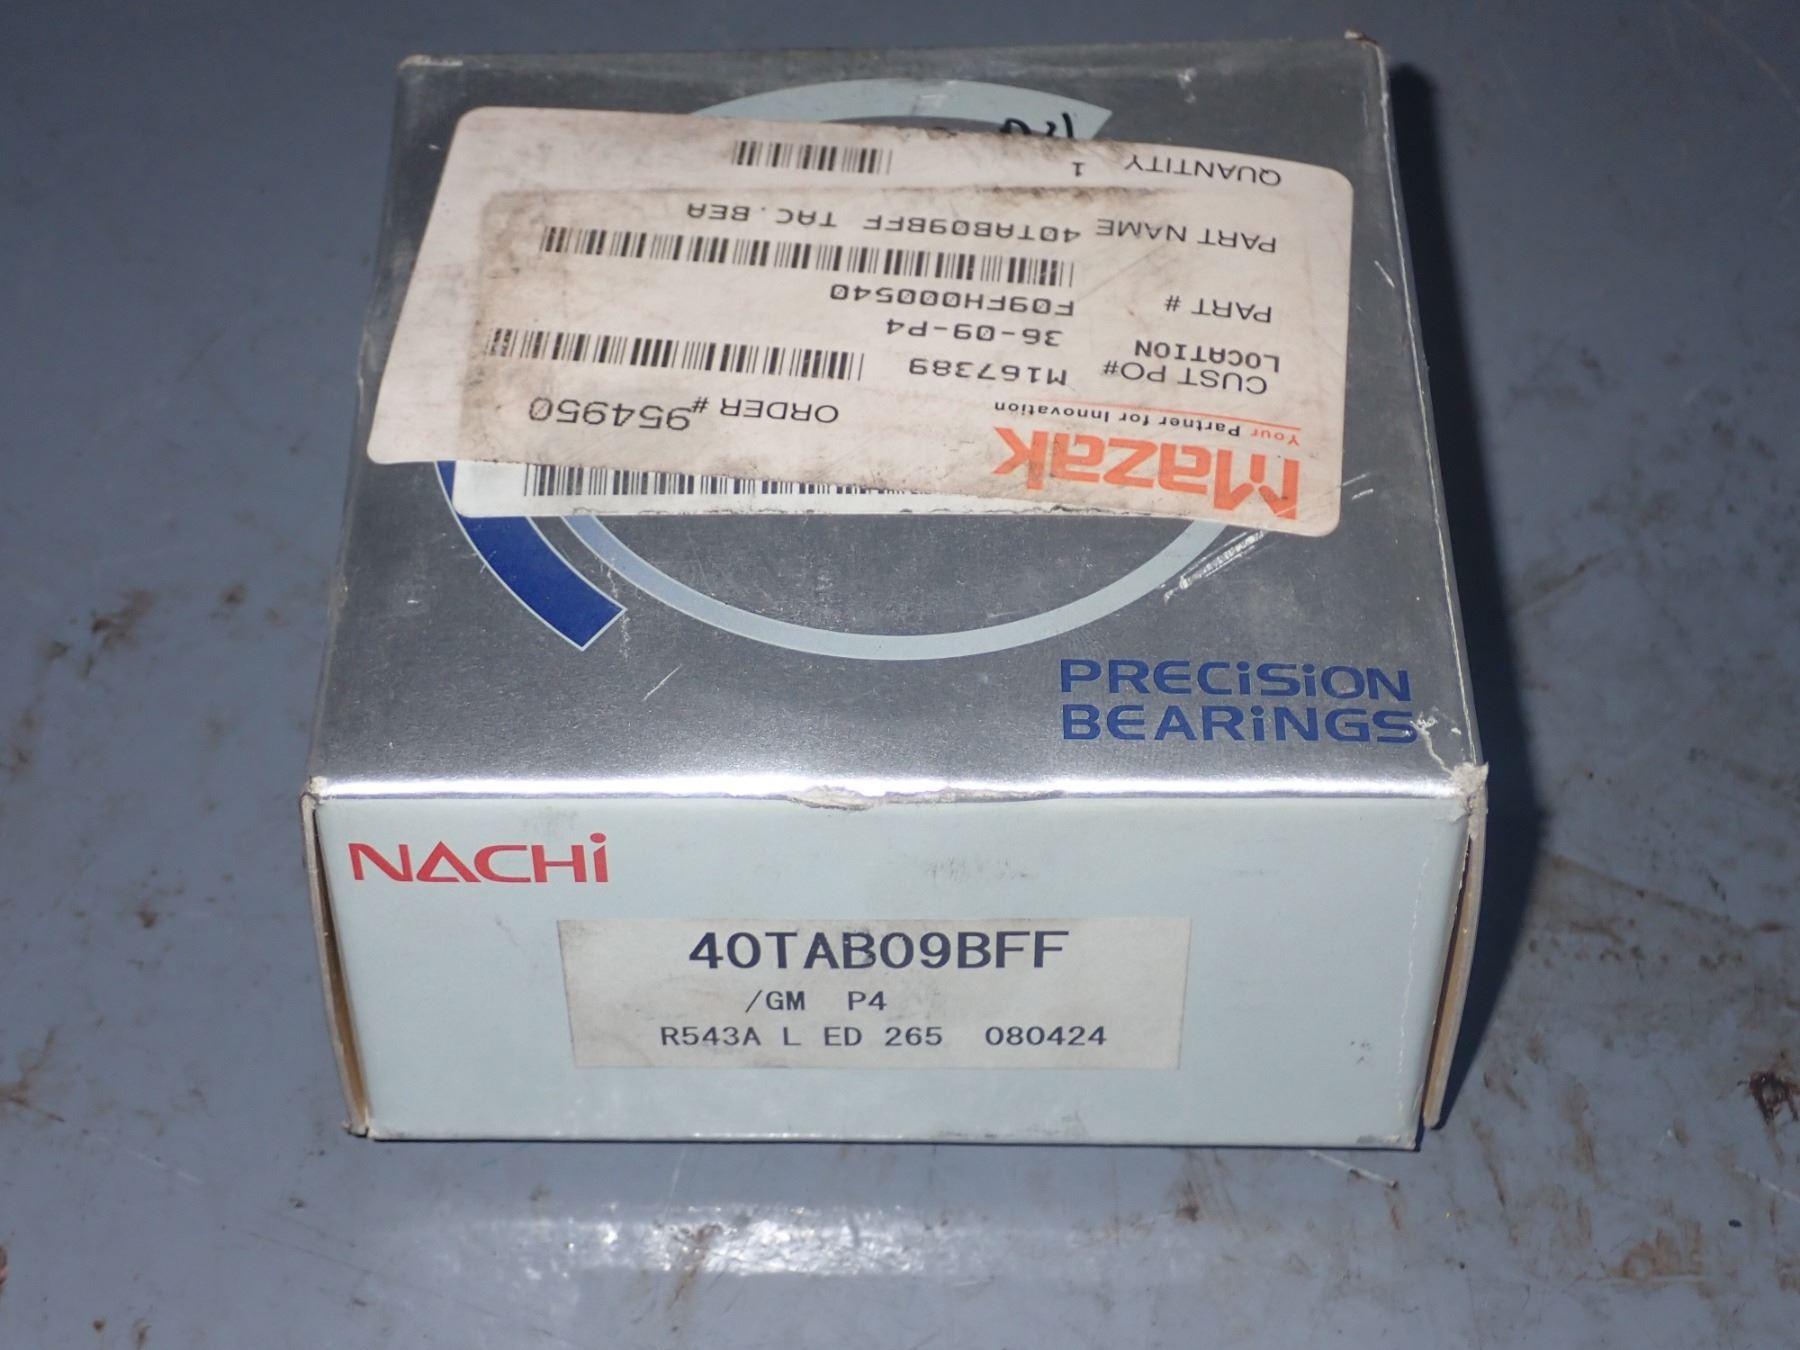 Mazak
Your Partner for Innovation
ORDER # 954950
CUST PO# M167389
LOCATION 36-09-P4
PART # F09FH000540
PART NAME 40TAB09BFF TAC.BEA
QUANTITY 1
PRECiSiON
BEARiNGS
NACHi
40TAB09BFF
/GM P4
R543A L ED 265 080424